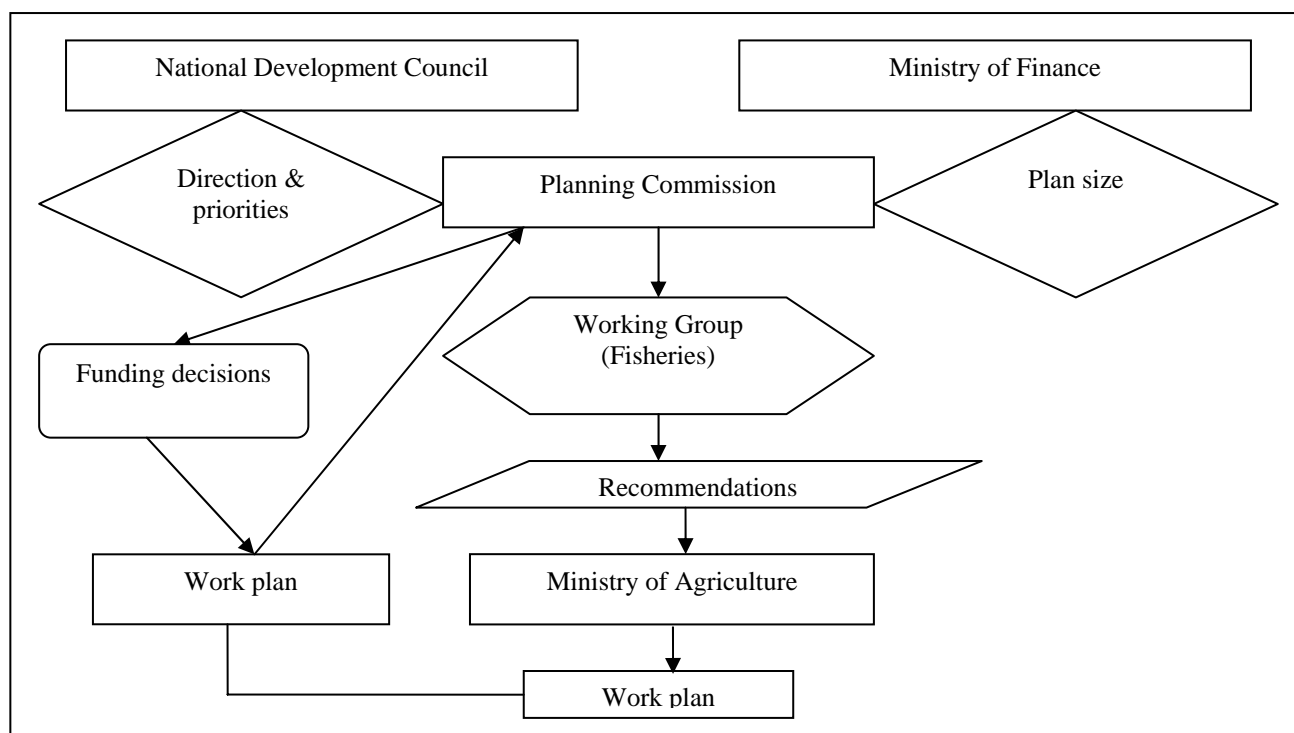 National Development Council
Ministry of Finance
Direction &
priorities
Planning Commission
Plan size
Working Group
(Fisheries)
Funding decisions
Recommendations
Work plan
Ministry of Agriculture
Work plan